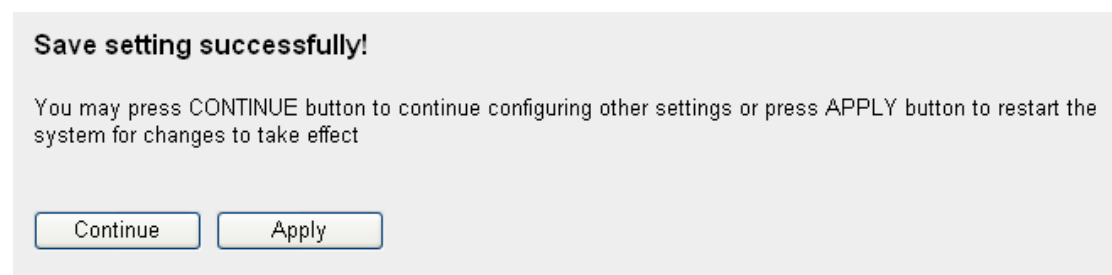 Save setting successfully!
You may press CONTINUE button to continue configuring other settings or press APPLY button to restart the
system for changes to take effect
Continue
Apply